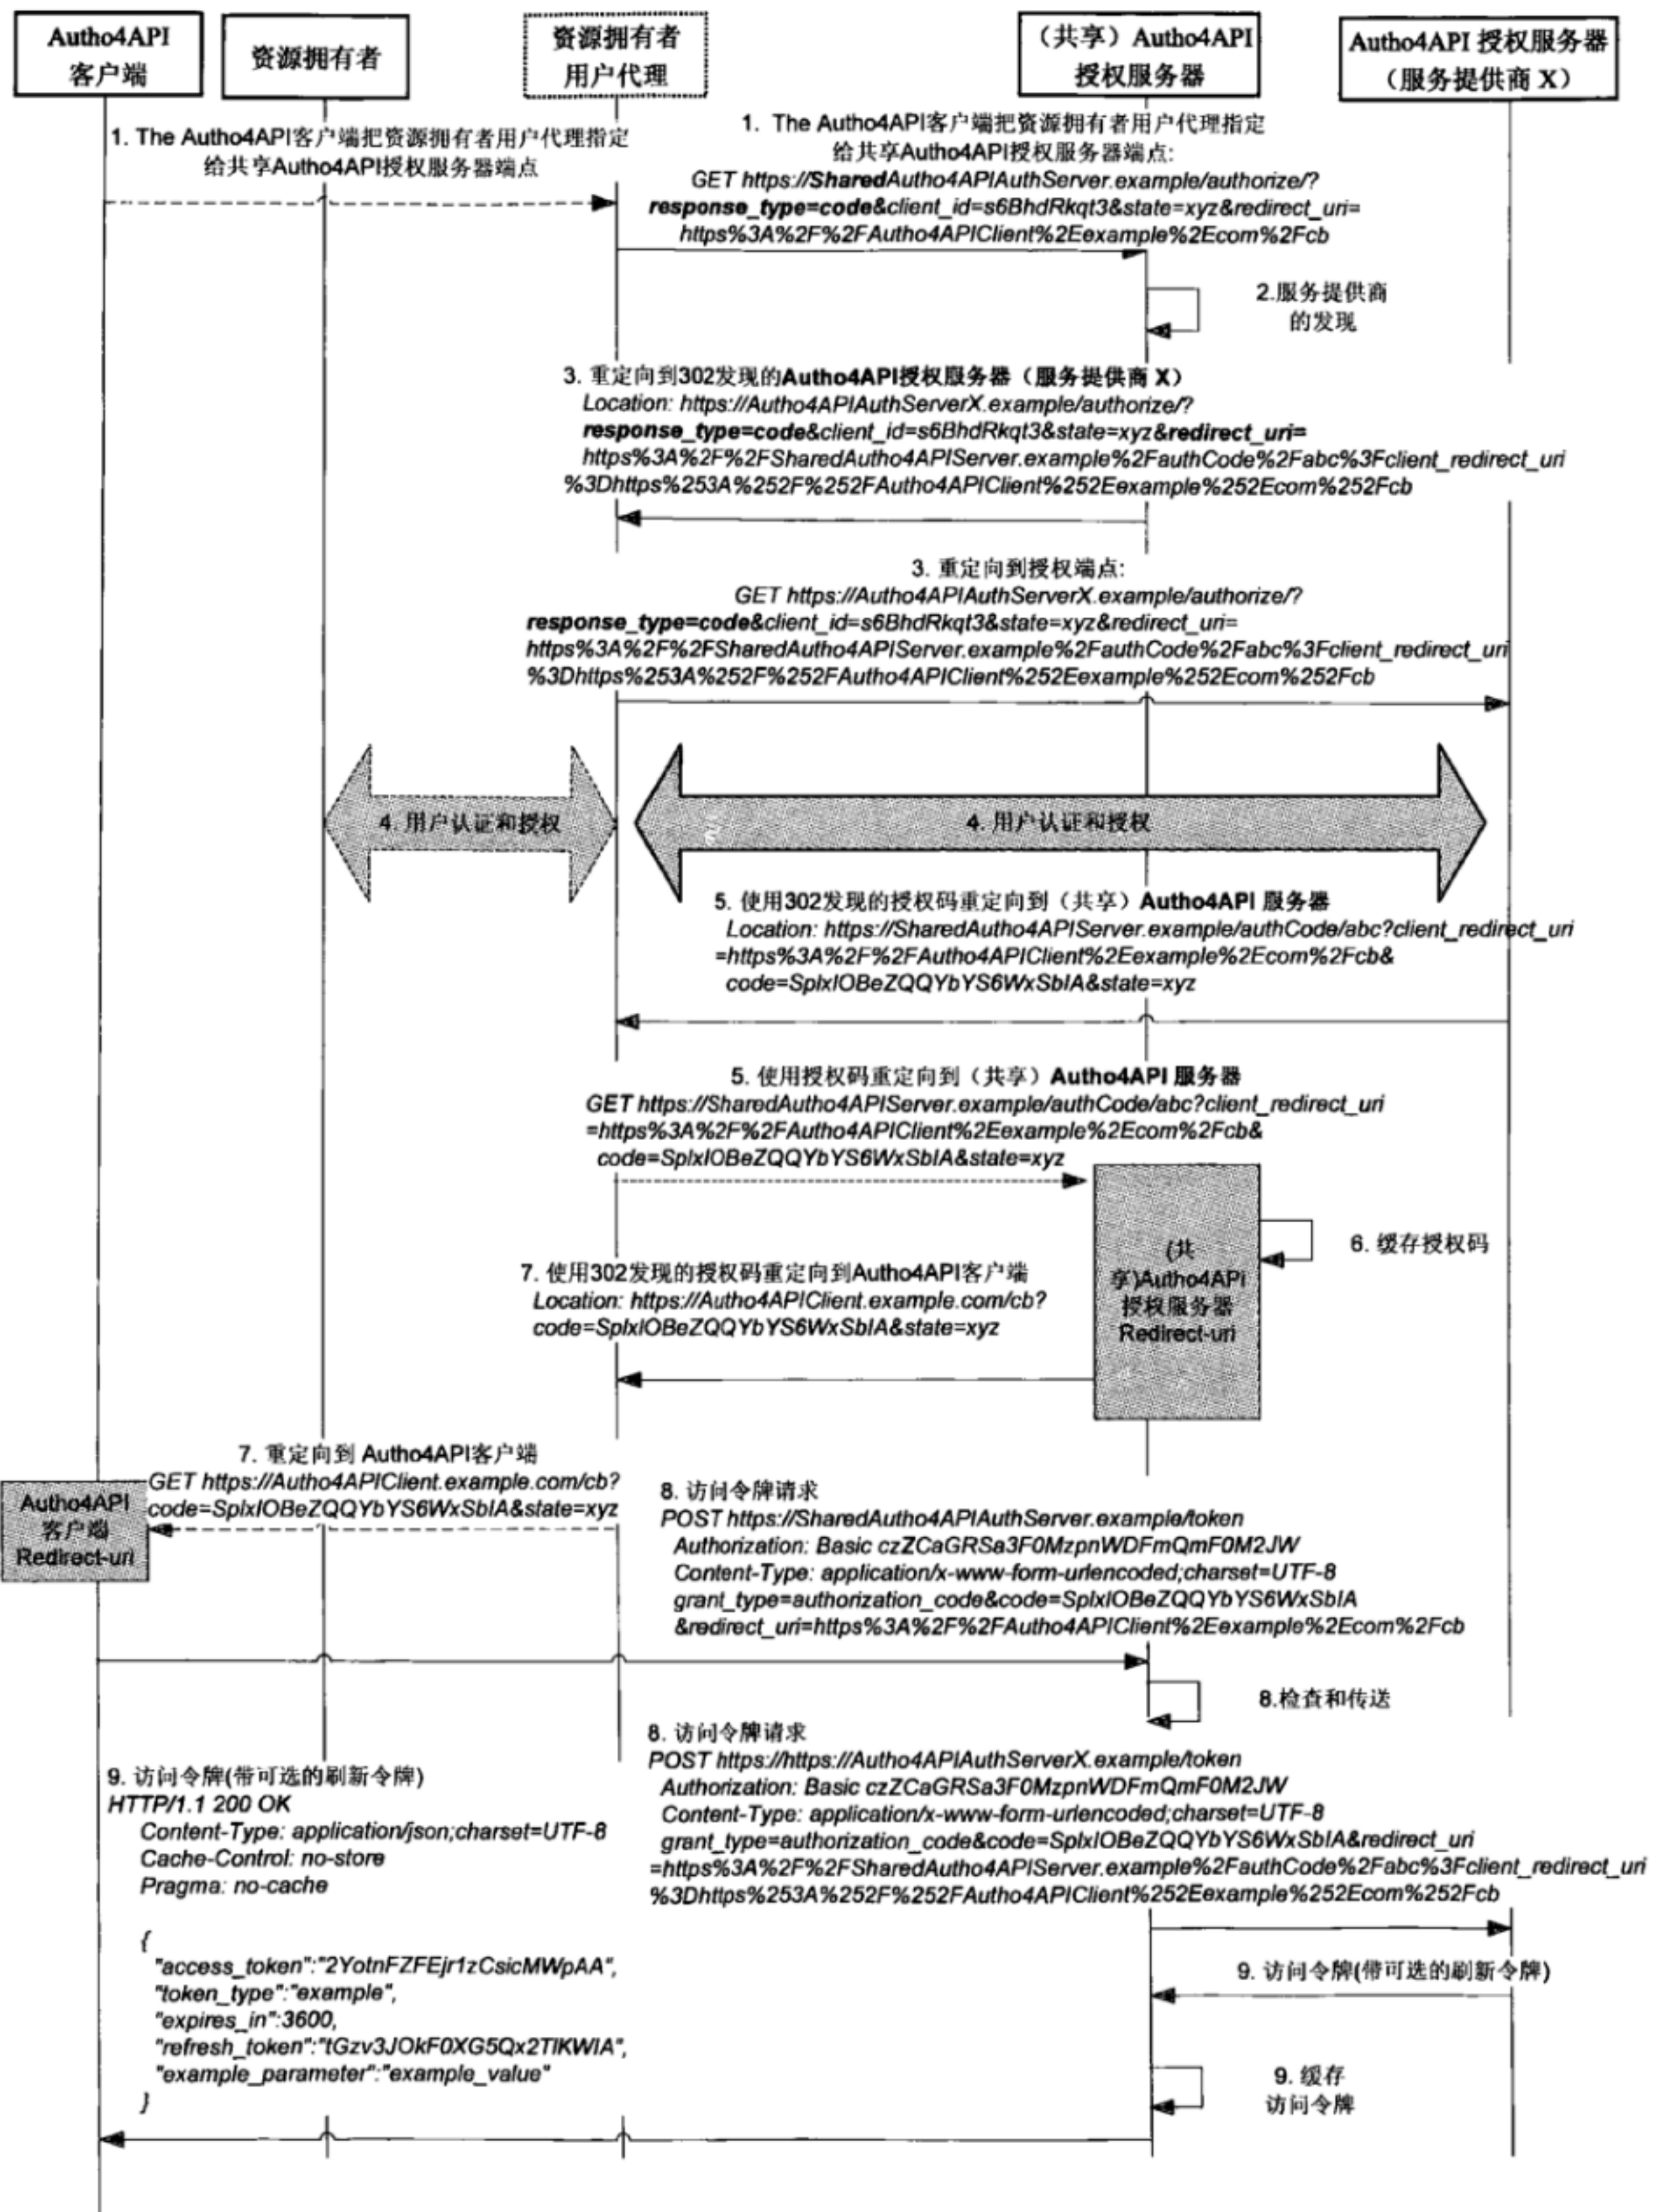 Autho4API
客户端
资源拥有者
资源拥有者
用户代理
（共享）Autho4API
授权服务器
Autho4API 授权服务器
（服务提供商 X）
1. The Autho4API客户端把资源拥有者用户代理指定
给共享Autho4API授权服务器端点
1. The Autho4API客户端把资源拥有者用户代理指定
给共享Autho4API授权服务器端点:
GET https://SharedAutho4APIAuthServer.example/authorize/?
response_type=code&client_id=s6BhdRkqt3&state=xyz&redirect_uri=
https%3A%2F%2FAutho4APIClient%2Eexample%2Ecom%2Fcb
2.服务提供商
的发现
3. 重定向到302发现的Autho4API授权服务器（服务提供商 X）
Location: https://Autho4APIAuthServerX.example/authorize/?
response_type=code&client_id=s6BhdRkqt3&state=xyz&redirect_uri=
https%3A%2F%2FSharedAutho4APIServer.example%2FauthCode%2Fabc%3Fclient_redirect_uri
%3Dhttps%253A%252F%252FAutho4APIClient%252Eexample%252Ecom%252Fcb
3. 重定向到授权端点:
GET https://Autho4APIAuthServerX.example/authorize/?
response_type=code&client_id=s6BhdRkqt3&state=xyz&redirect_uri=
https%3A%2F%2FSharedAutho4APIServer.example%2FauthCode%2Fabc%3Fclient_redirect_uri
%3Dhttps%253A%252F%252FAutho4APIClient%252Eexample%252Ecom%252Fcb
4. 用户认证和授权
4. 用户认证和授权
5. 使用302发现的授权码重定向到（共享）Autho4API 服务器
Location: https://SharedAutho4APIServer.example/authCode/abc?client_redirect_uri
=https%3A%2F%2FAutho4APIClient%2Eexample%2Ecom%2Fcb&
code=SplxlOBeZQQYbYS6WxSbIA&state=xyz
5. 使用授权码重定向到（共享）Autho4API 服务器
GET https://SharedAutho4APIServer.example/authCode/abc?client_redirect_uri
=https%3A%2F%2FAutho4APIClient%2Eexample%2Ecom%2Fcb&
code=SplxlOBeZQQYbYS6WxSbIA&state=xyz
(共
享)Autho4APi
授权服务器
Redirect-uri
6. 缓存授权码
7. 使用302发现的授权码重定向到Autho4API客户端
Location: https://Autho4APIClient.example.com/cb?
code=SplxlOBeZQQYbYS6WxSbIA&state=xyz
7. 重定向到 Autho4API客户端
GET https://Autho4APIClient.example.com/cb?
code=SplxlOBeZQQYbYS6WxSbIA&state=xyz
Autho4API
客户端
Redirect-uri
8. 访问令牌请求
POST https://SharedAutho4APIAuthServer.example/token
Authorization: Basic czZCaGRSa3F0MzpnWDFmQmF0M2JW
Content-Type: application/x-www-form-urlencoded;charset=UTF-8
grant_type=authorization_code&code=SplxlOBeZQQYbYS6WxSbIA
&redirect_uri=https%3A%2F%2FAutho4APIClient%2Eexample%2Ecom%2Fcb
8.检查和传送
8. 访问令牌请求
POST https://https://Autho4APIAuthServerX.example/token
Authorization: Basic czZCaGRSa3F0MzpnWDFmQmF0M2JW
Content-Type: application/x-www-form-urlencoded;charset=UTF-8
grant_type=authorization_code&code=SplxlOBeZQQYbYS6WxSbIA&redirect_uri
=https%3A%2F%2FSharedAutho4APIServer.example%2FauthCode%2Fabc%3Fclient_redirect_uri
%3Dhttps%253A%252F%252FAutho4APIClient%252Eexample%252Ecom%252Fcb
9. 访问令牌(带可选的刷新令牌)
HTTP/1.1 200 OK
Content-Type: application/json;charset=UTF-8
Cache-Control: no-store
Pragma: no-cache
{
"access_token":"2YotnFZFEjr1zCsicMWpAA",
"token_type":"example",
"expires_in":3600,
"refresh_token":"tGzv3JOkF0XG5Qx2TlKWIA",
"example_parameter":"example_value"
}
9. 访问令牌(带可选的刷新令牌)
9. 缓存
访问令牌